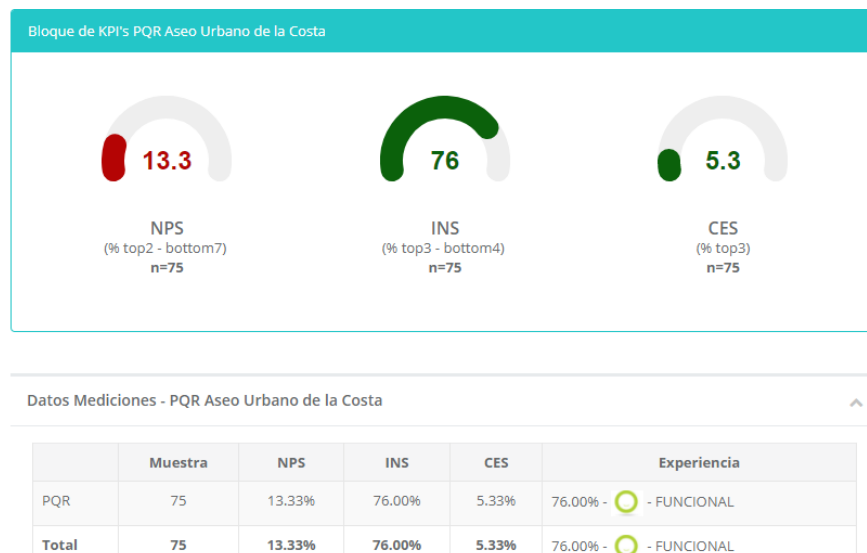 Bloque de KPI's PQR Aseo Urbano de la Costa
13.3 76 5.3
NPS INS CES
(% top2 - bottom7) (% top3 - bottom4) (% top3)
n=75 n=75 n=75
Datos Mediciones - PQR Aseo Urbano de la Costa
Muestra NPS INS CES Experiencia
PQR 75 13.33% 76.00% 5.33% 76.00% - - FUNCIONAL
Total 75 13.33% 76.00% 5.33% 76.00% - - FUNCIONAL